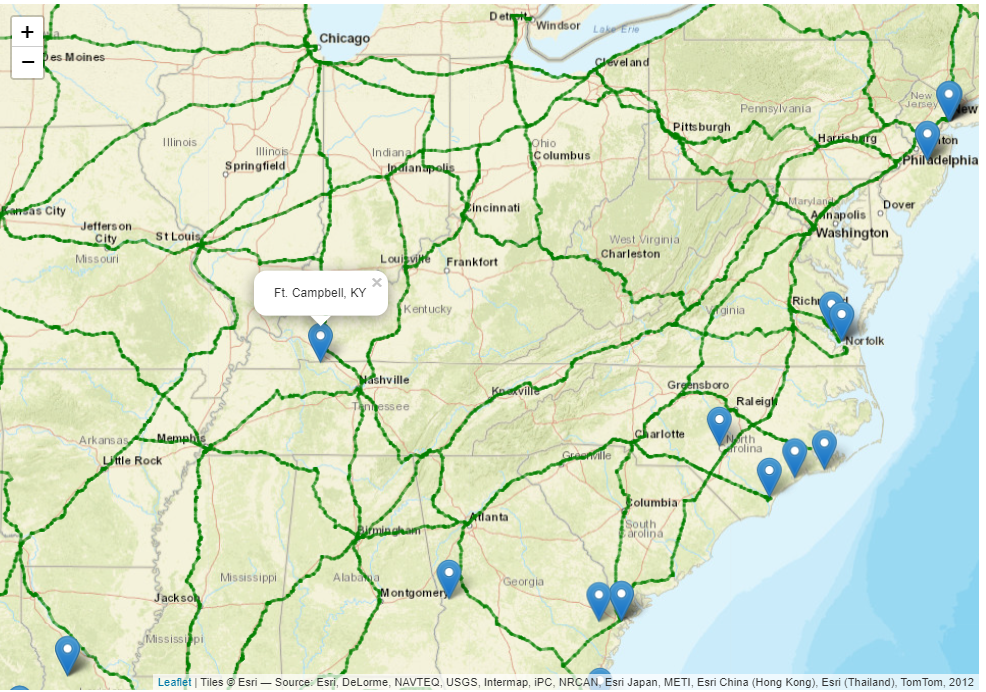 +
−
Des Moines
Chicago
Detroit
Windsor
Lake Erie
Cleveland
New Jersey
New
Pennsylvania
Pittsburgh
Harrisburg
Philadelphia
Illinois
Illinois
Springfield
Indiana
Indianapolis
Ohio
Columbus
Kansas City
Jefferson City
Missouri
St Louis
Cincinnati
Maryland
Annapolis
Dover
Washington
West Virginia
Charleston
Louisville
Frankfort
Ft. Campbell, KY
×
Kentucky
Virginia
Norfolk
Nashville
Tennessee
Knoxville
Greensboro
Raleigh
Arkansas
Memphis
Little Rock
Charlotte
North Carolina
Greenville
Columbia
South Carolina
Birmingham
Atlanta
Mississippi
Alabama
Montgomery
Georgia
Jackson
Mississippi
Leaflet | Tiles © Esri — Source: Esri, DeLorme, NAVTEQ, USGS, Intermap, iPC, NRCAN, Esri Japan, METI, Esri China (Hong Kong), Esri (Thailand), TomTom, 2012